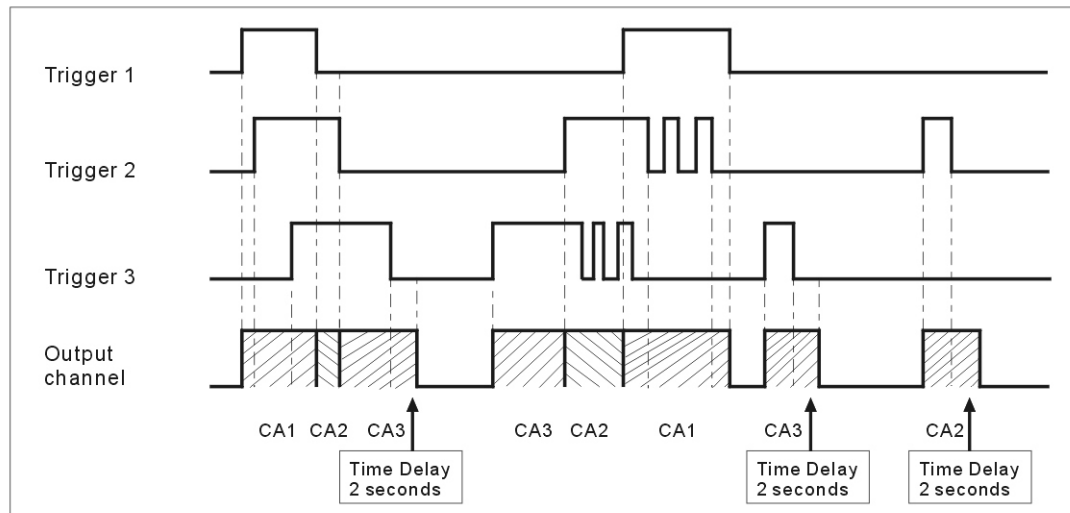 Trigger 1
Trigger 2
Trigger 3
Output
channel
CA1 CA2 CA3 CA3 CA2 CA1 CA3 CA2
Time Delay
2 seconds
Time Delay
2 seconds
Time Delay
2 seconds